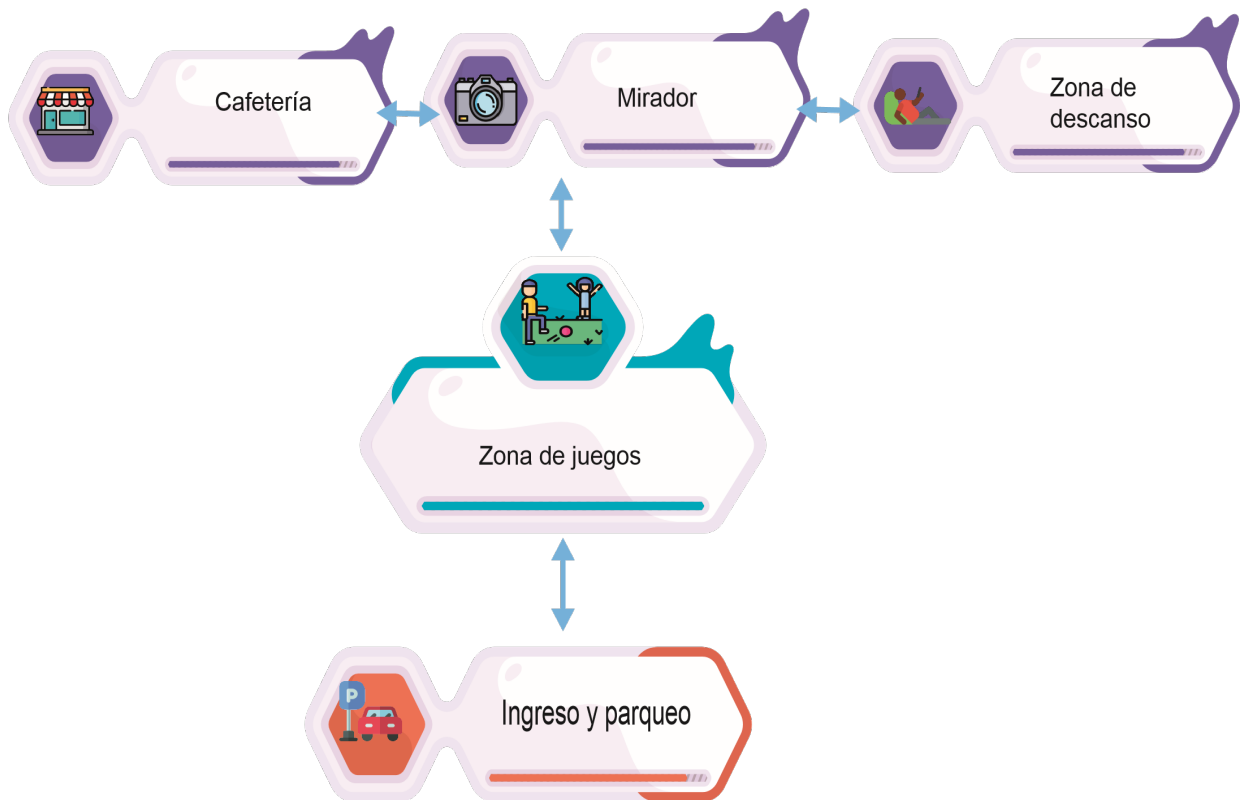 Cafetería
Mirador
Zona de
descanso
Zona de juegos
P
Ingreso y parqueo